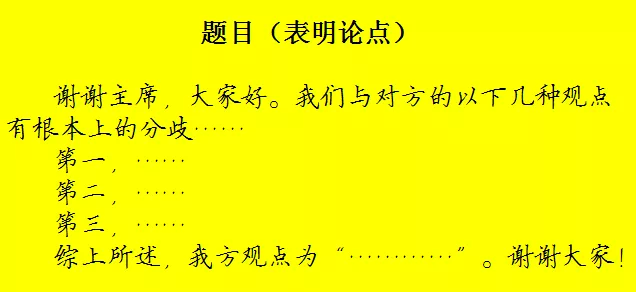 题目（表明论点）
谢谢主席，大家好。我们与对方的以下几种观点
有根本上的分歧……
第一，……
第二，……
第三，……
综上所述，我方观点为“…………”。谢谢大家！